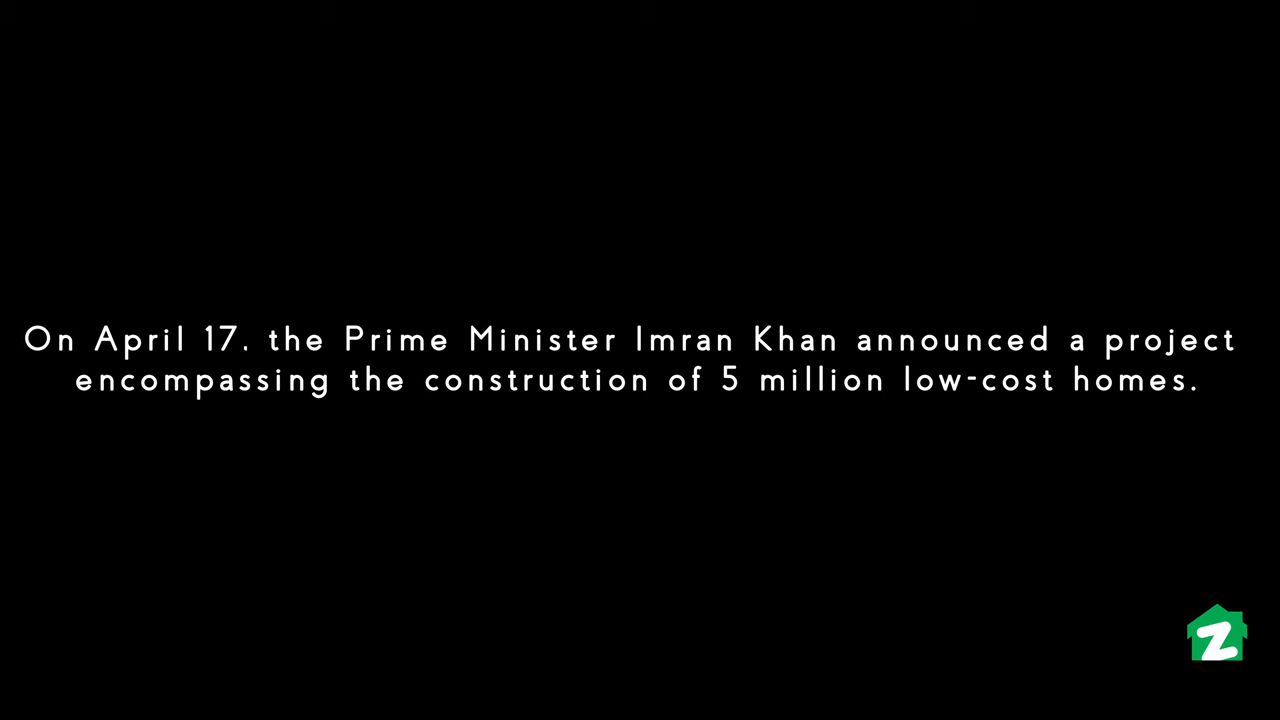 On April 17, the Prime Minister Imran Khan announced a project
encompassing the construction of 5 million low-cost homes.
Z